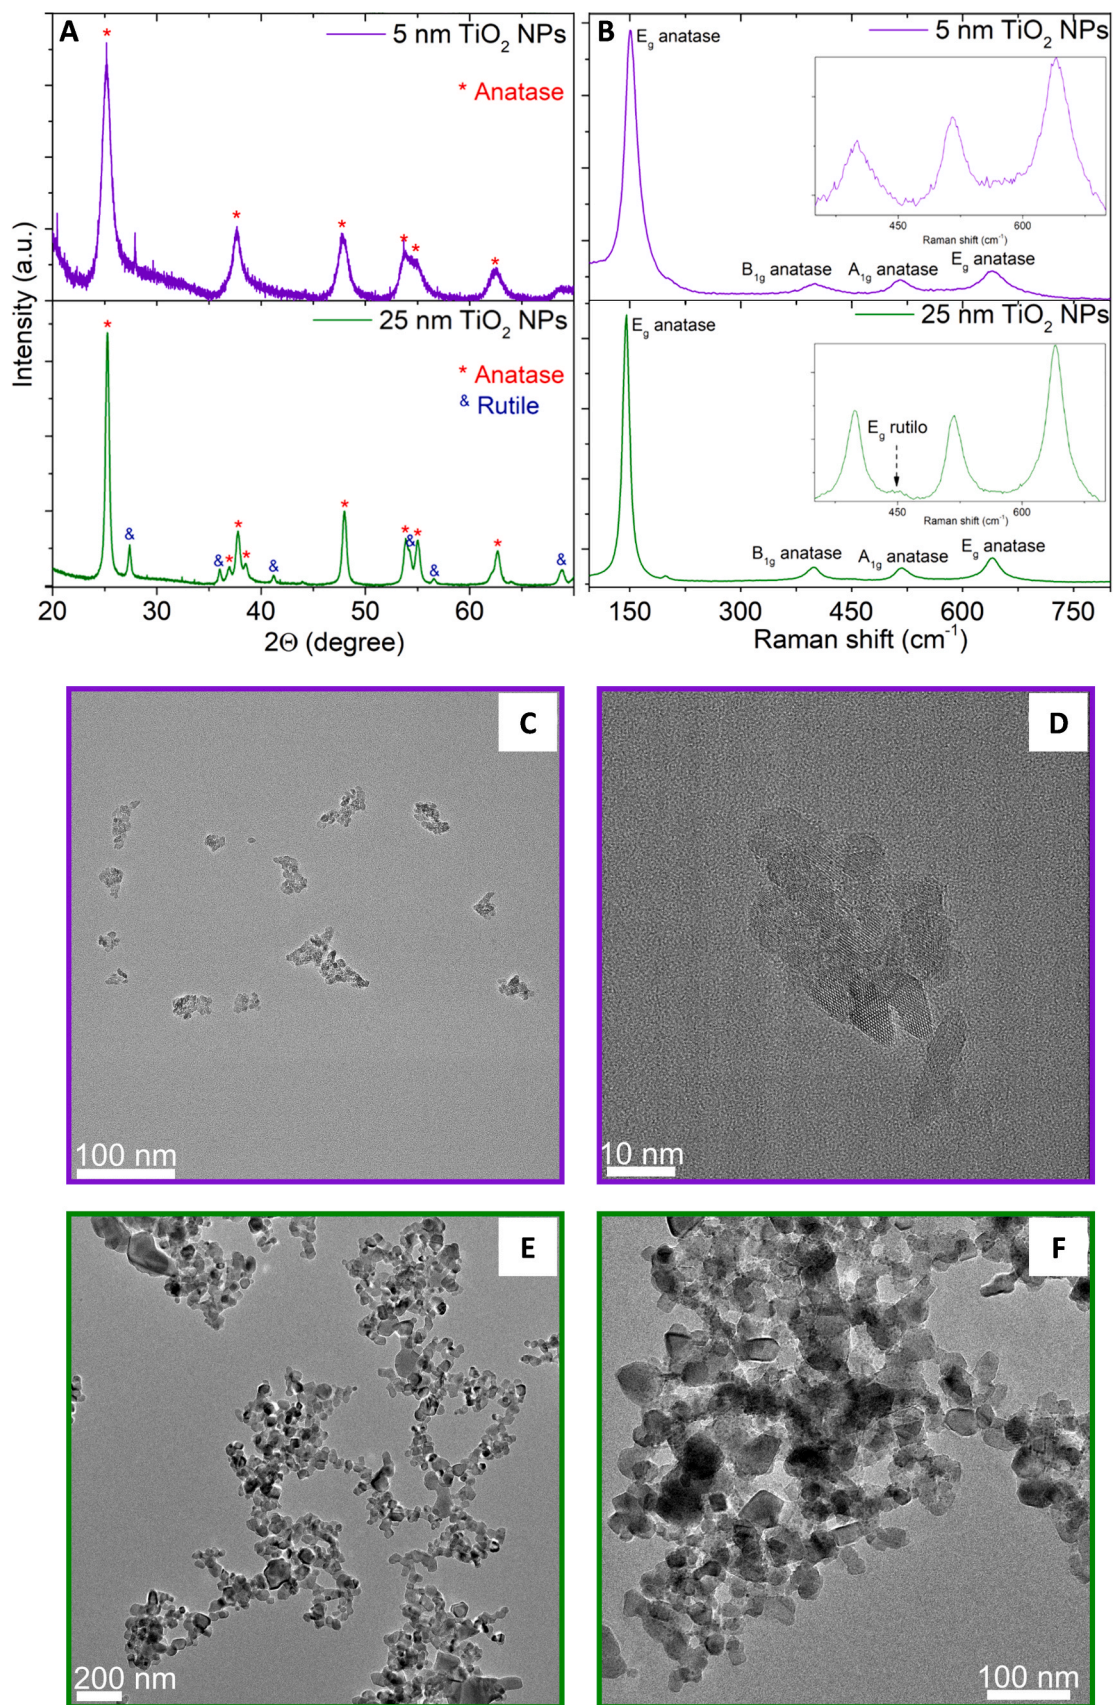 A
5 nm TiO₂ NPs
* Anatase
*
*
*
*
*
*
25 nm TiO₂ NPs
* Anatase
& Rutile
*
&
&
*
*
*
&
*
*
&
*
&
*
&
Intensity (a.u.)
20 30 40 50 60
2Θ (degree)
B
5 nm TiO₂ NPs
Eg anatase
450 600
Raman shift (cm⁻¹)
B1g anatase A1g anatase Eg anatase
25 nm TiO₂ NPs
Eg anatase
Eg rutilo
450 600
Raman shift (cm⁻¹)
B1g anatase A1g anatase Eg anatase
150 300 450 600 750
Raman shift (cm⁻¹)
C
100 nm
D
10 nm
E
200 nm
F
100 nm